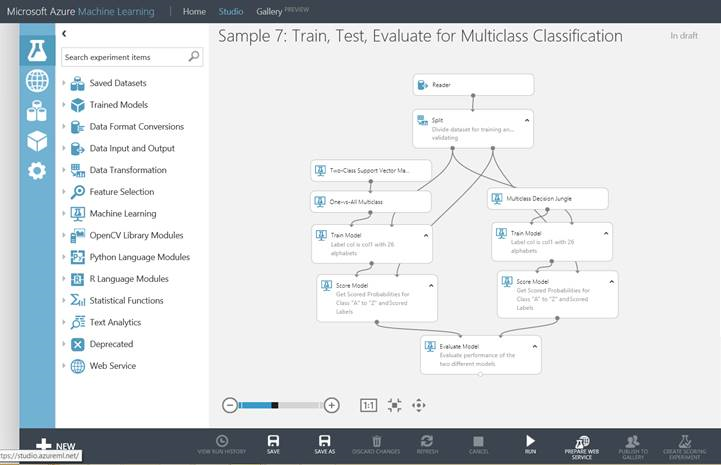 Microsoft Azure Machine Learning Home Studio Gallery PREVIEW
Sample 7: Train, Test, Evaluate for Multiclass Classification
In draft
Search experiment items
Saved Datasets
Trained Models
Data Format Conversions
Data Input and Output
Data Transformation
Feature Selection
Machine Learning
OpenCV Library Modules
Python Language Modules
R Language Modules
Statistical Functions
Text Analytics
Deprecated
Web Service
Reader
Split
Divide dataset for training an...
validating
Two-Class Support Vector Ma...
One-vs-All Multiclass
Multiclass Decision Jungle
Train Model
Label col is col1 with 26
alphabets
Train Model
Label col is col1 with 26
alphabets
Score Model
Get Scored Probabilities for
Class "A" to "Z" and Scored
Labels
Score Model
Get Scored Probabilities for
Class "A" to "Z" and Scored
Labels
Evaluate Model
Evaluate performance of the
two different models
1:1
NEW
ttps://studio.azureml.net/
VIEW RUN HISTORY
SAVE
SAVE AS
DISCARD CHANGES
REFRESH
CANCEL
RUN
PREPARE WEB
SERVICE
PUBLISH TO
GALLERY
CREATE SCORING
EXPERIMENT